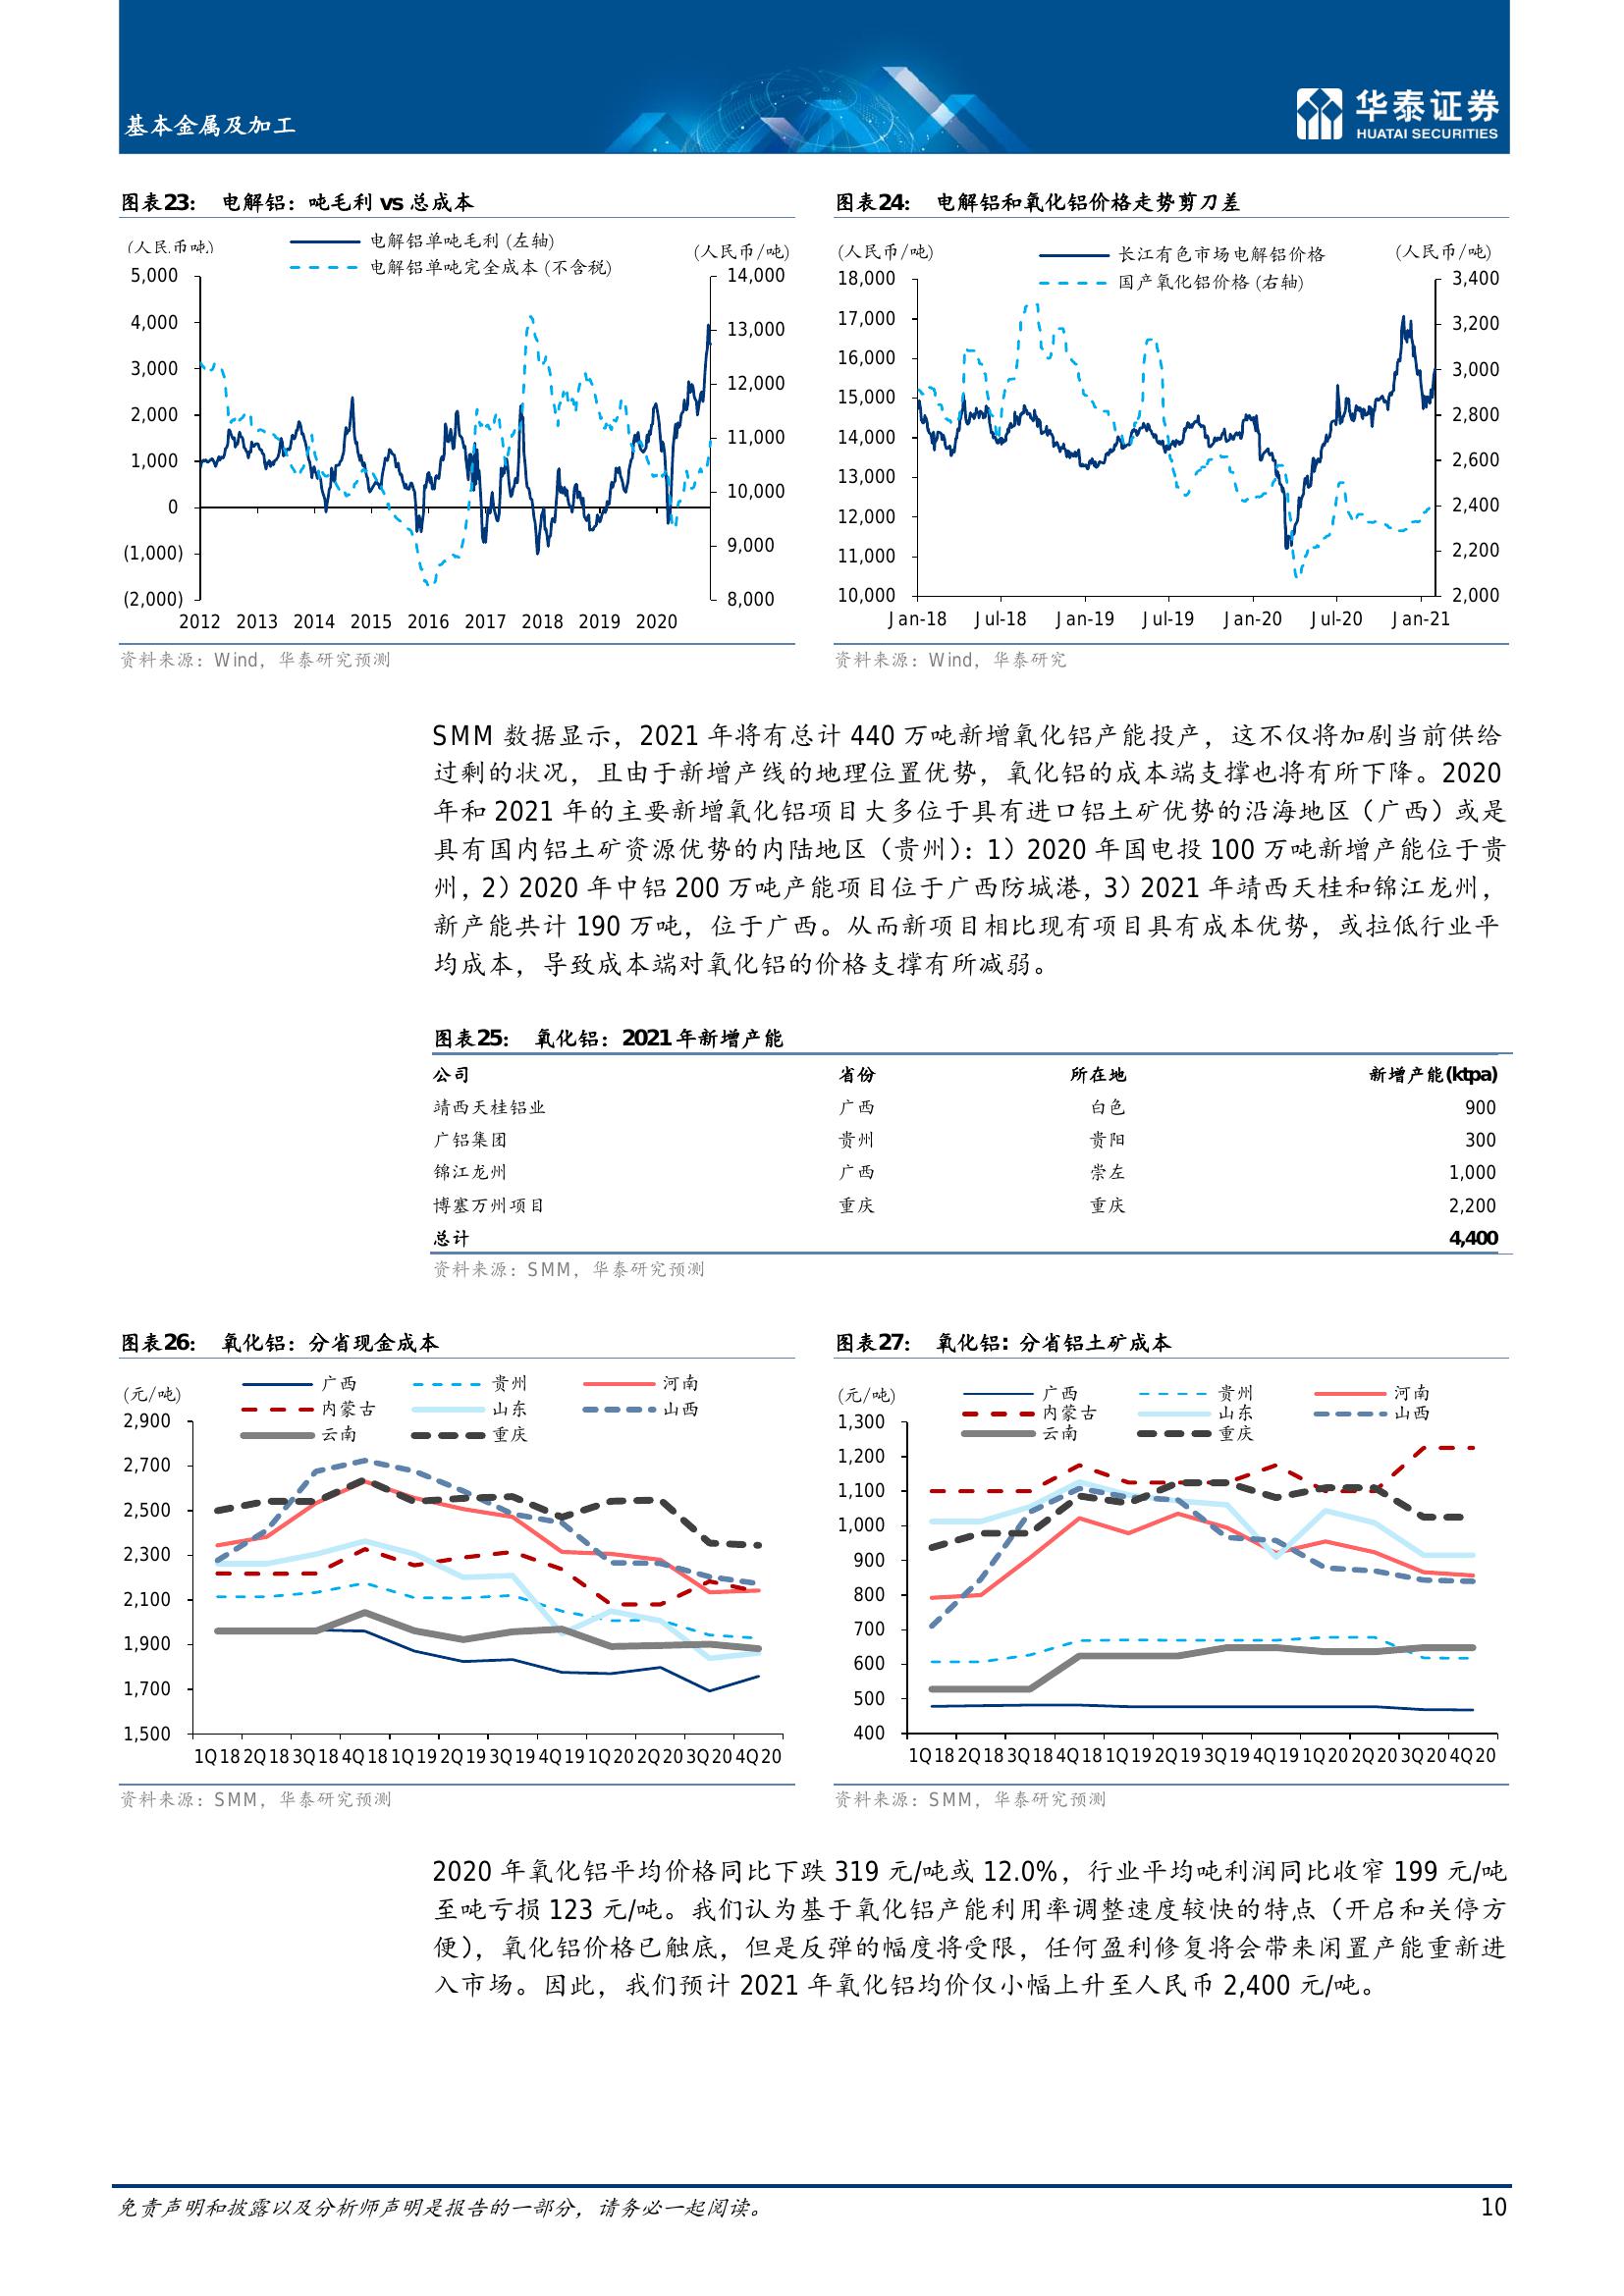 基本金属及加工
华泰证券
HUATAI SECURITIES
图表23： 电解铝：吨毛利 vs 总成本
(人民币吨)
电解铝单吨毛利 (左轴)
电解铝单吨完全成本 (不含税)
(人民币/吨)
5,000
4,000
3,000
2,000
1,000
0
(1,000)
(2,000)
14,000
13,000
12,000
11,000
10,000
9,000
8,000
2012 2013 2014 2015 2016 2017 2018 2019 2020
资料来源：Wind，华泰研究预测
图表24： 电解铝和氧化铝价格走势剪刀差
(人民币/吨)
长江有色市场电解铝价格
国产氧化铝价格 (右轴)
(人民币/吨)
18,000
17,000
16,000
15,000
14,000
13,000
12,000
11,000
10,000
3,400
3,200
3,000
2,800
2,600
2,400
2,200
2,000
Jan-18 Jul-18 Jan-19 Jul-19 Jan-20 Jul-20 Jan-21
资料来源：Wind，华泰研究
SMM 数据显示，2021 年将有总计 440 万吨新增氧化铝产能投产，这不仅将加剧当前供给
过剩的状况，且由于新增产线的地理位置优势，氧化铝的成本端支撑也将有所下降。2020
年和 2021 年的主要新增氧化铝项目大多位于具有进口铝土矿优势的沿海地区（广西）或是
具有国内铝土矿资源优势的内陆地区（贵州）：1）2020 年国电投 100 万吨新增产能位于贵
州，2）2020 年中铝 200 万吨产能项目位于广西防城港，3）2021 年靖西天桂和锦江龙州，
新产能共计 190 万吨，位于广西。从而新项目相比现有项目具有成本优势，或拉低行业平
均成本，导致成本端对氧化铝的价格支撑有所减弱。
图表25： 氧化铝：2021 年新增产能
公司 省份 所在地 新增产能(ktpa)
靖西天桂铝业 广西 白色 900
广铝集团 贵州 贵阳 300
锦江龙州 广西 崇左 1,000
博塞万州项目 重庆 重庆 2,200
总计 4,400
资料来源：SMM，华泰研究预测
图表26： 氧化铝：分省现金成本
(元/吨)
广西 贵州 河南
内蒙古 山东 山西
云南 重庆
2,900
2,700
2,500
2,300
2,100
1,900
1,700
1,500
1Q18 2Q18 3Q18 4Q18 1Q19 2Q19 3Q19 4Q19 1Q20 2Q20 3Q20 4Q20
资料来源：SMM，华泰研究预测
图表27： 氧化铝：分省铝土矿成本
(元/吨)
广西 贵州 河南
内蒙古 山东 山西
云南 重庆
1,300
1,200
1,100
1,000
900
800
700
600
500
400
1Q18 2Q18 3Q18 4Q18 1Q19 2Q19 3Q19 4Q19 1Q20 2Q20 3Q20 4Q20
资料来源：SMM，华泰研究预测
2020 年氧化铝平均价格同比下跌 319 元/吨或 12.0%，行业平均吨利润同比收窄 199 元/吨
至吨亏损 123 元/吨。我们认为基于氧化铝产能利用率调整速度较快的特点（开启和关停方
便），氧化铝价格已触底，但是反弹的幅度将受限，任何盈利修复将会带来闲置产能重新进
入市场。因此，我们预计 2021 年氧化铝均价仅小幅上升至人民币 2,400 元/吨。
免责声明和披露以及分析师声明是报告的一部分，请务必一起阅读。
10